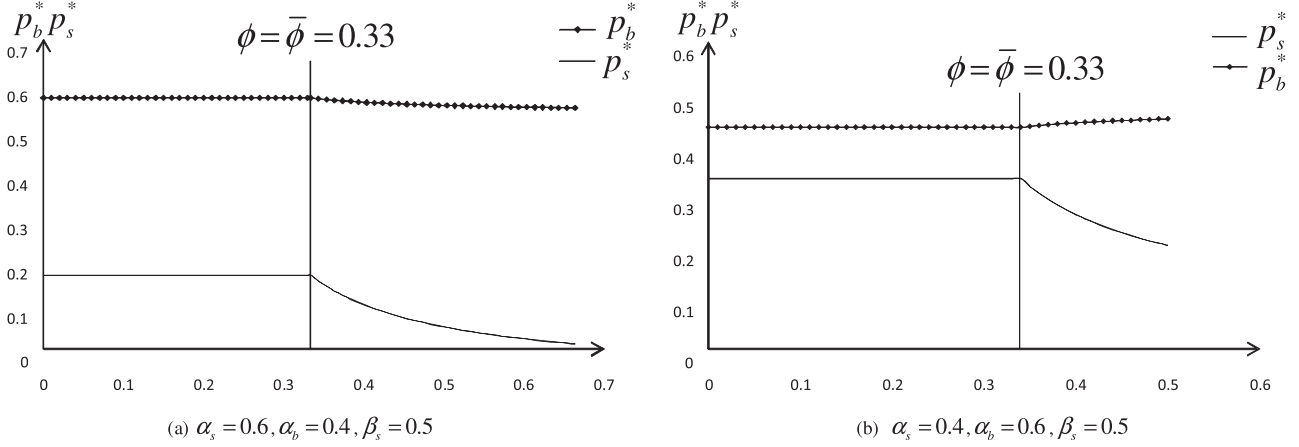 p_b^* p_s^*
0.7
0.6
0.5
0.4
0.3
0.2
0.1
0
0 0.1 0.2 0.3 0.4 0.5 0.6 0.7
ϕ = ϕ̅ = 0.33
p_b^*
p_s^*
(a) α_s = 0.6, α_b = 0.4, β_s = 0.5
p_b^* p_s^*
0.6
0.5
0.4
0.3
0.2
0.1
0
0 0.1 0.2 0.3 0.4 0.5 0.6
ϕ = ϕ̅ = 0.33
p_s^*
p_b^*
(b) α_s = 0.4, α_b = 0.6, β_s = 0.5